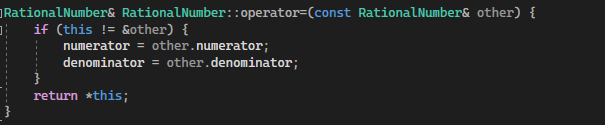 RationalNumber& RationalNumber::operator=(const RationalNumber& other) {
    if (this != &other) {
        numerator = other.numerator;
        denominator = other.denominator;
    }
    return *this;
}